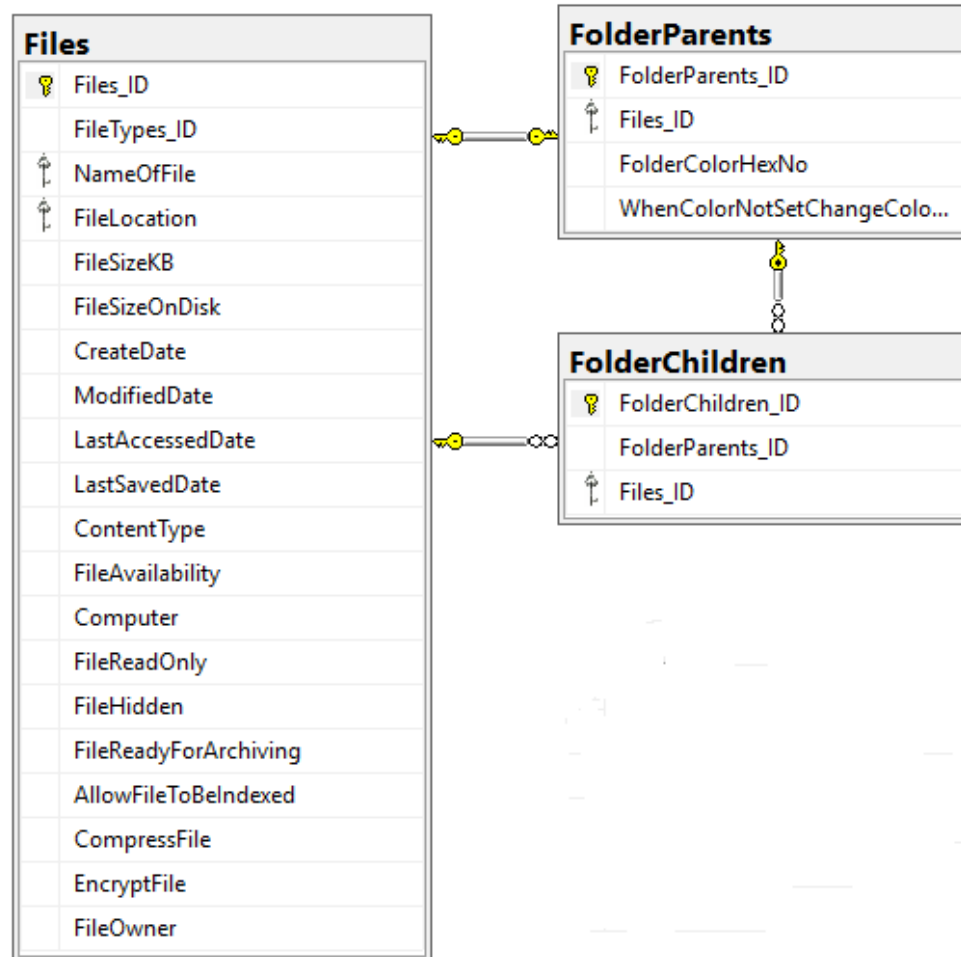 Files
Files_ID
FileTypes_ID
NameOfFile
FileLocation
FileSizeKB
FileSizeOnDisk
CreateDate
ModifiedDate
LastAccessedDate
LastSavedDate
ContentType
FileAvailability
Computer
FileReadOnly
FileHidden
FileReadyForArchiving
AllowFileToBeIndexed
CompressFile
EncryptFile
FileOwner
FolderParents
FolderParents_ID
Files_ID
FolderColorHexNo
WhenColorNotSetChangeColo...
FolderChildren
FolderChildren_ID
FolderParents_ID
Files_ID